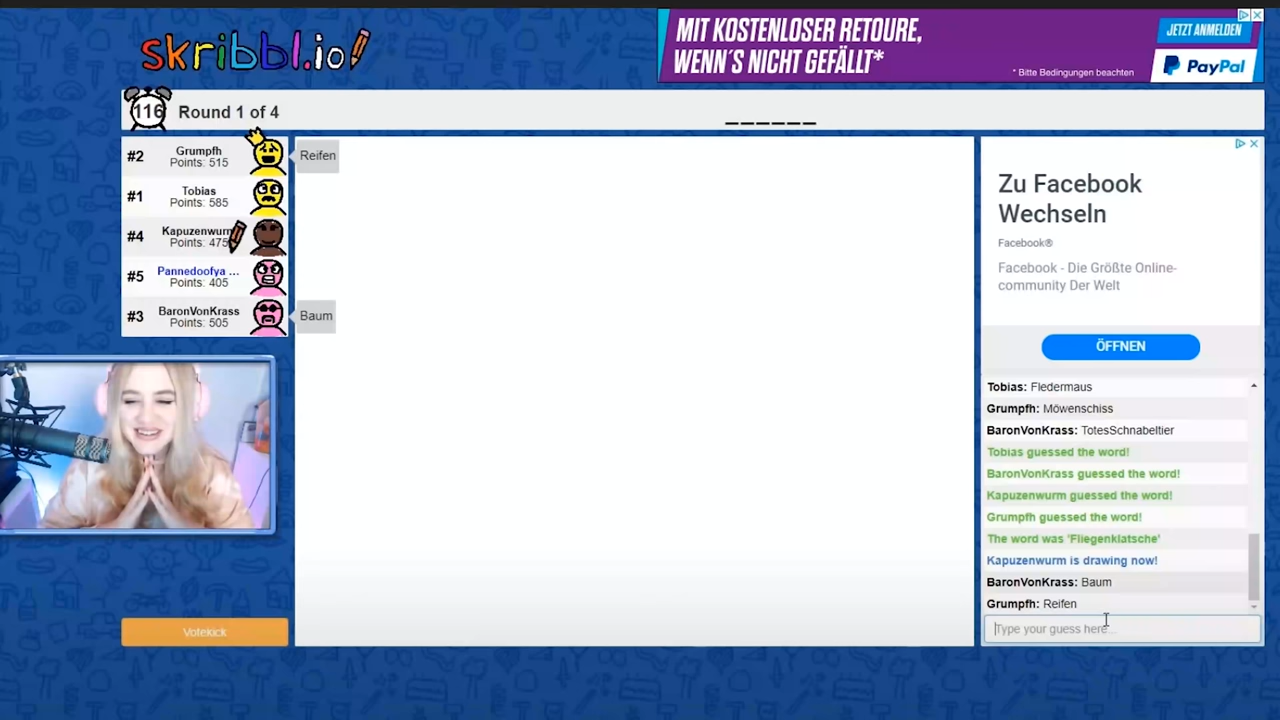 skribbl.io
MIT KOSTENLOSER RETOURE,
WENN'S NICHT GEFÄLLT*
* Bitte Bedingungen beachten
JETZT ANMELDEN
PayPal
116
Round 1 of 4
______
#2
Grumpfh
Points: 515
Reifen
#1
Tobias
Points: 585
#4
Kapuzenwurm
Points: 475
#5
Pannedoofya ...
Points: 405
#3
BaronVonKrass
Points: 505
Baum
Votekick
Zu Facebook
Wechseln
Facebook®
Facebook - Die Größte Online-
community Der Welt
ÖFFNEN
Tobias: Fledermaus
Grumpfh: Möwenschiss
BaronVonKrass: TotesSchnabeltier
Tobias guessed the word!
BaronVonKrass guessed the word!
Kapuzenwurm guessed the word!
Grumpfh guessed the word!
The word was 'Fliegenklatsche'
Kapuzenwurm is drawing now!
BaronVonKrass: Baum
Grumpfh: Reifen
Type your guess here...